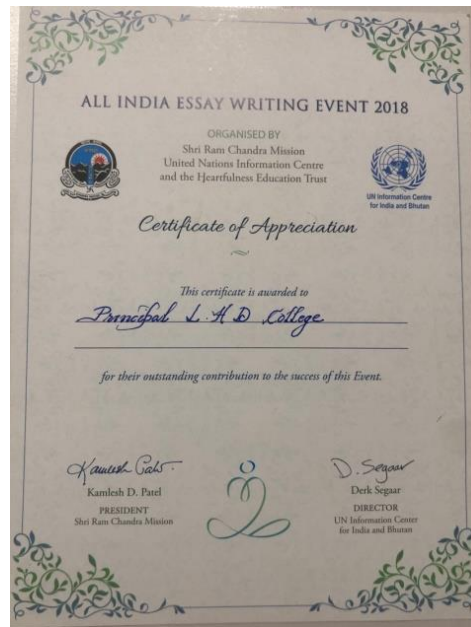 ALL INDIA ESSAY WRITING EVENT 2018
ORGANISED BY
Shri Ram Chandra Mission
United Nations Information Centre
and the Heartfulness Education Trust
UN Information Centre
for India and Bhutan
Certificate of Appreciation
This certificate is awarded to
Principal L.H.D College
for their outstanding contribution to the success of this Event.
Kamlesh D. Patel
PRESIDENT
Shri Ram Chandra Mission
D. Segaar
Derk Segaar
DIRECTOR
UN Information Center
for India and Bhutan